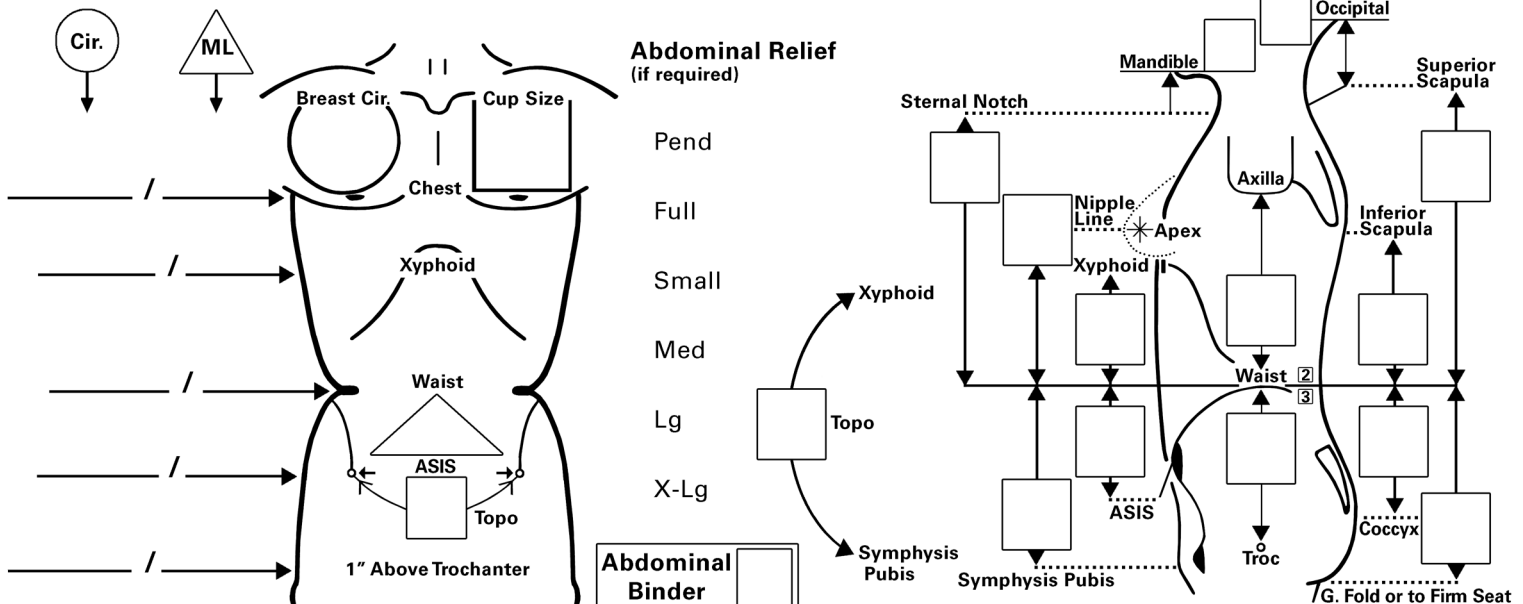 Cir.
ML
Breast Cir.
Cup Size
Chest
Xyphoid
Waist
ASIS
Topo
1” Above Trochanter
/
/
/
/
/
Abdominal Relief
(if required)
Pend
Full
Small
Med
Lg
X-Lg
Abdominal
Binder
Xyphoid
Topo
Symphysis
Pubis
Occipital
Mandible
Superior
Scapula
Sternal Notch
Axilla
Nipple
Line
Apex
Inferior
Scapula
Xyphoid
Waist 2
3
ASIS
Coccyx
Troc
Symphysis Pubis
G. Fold or to Firm Seat